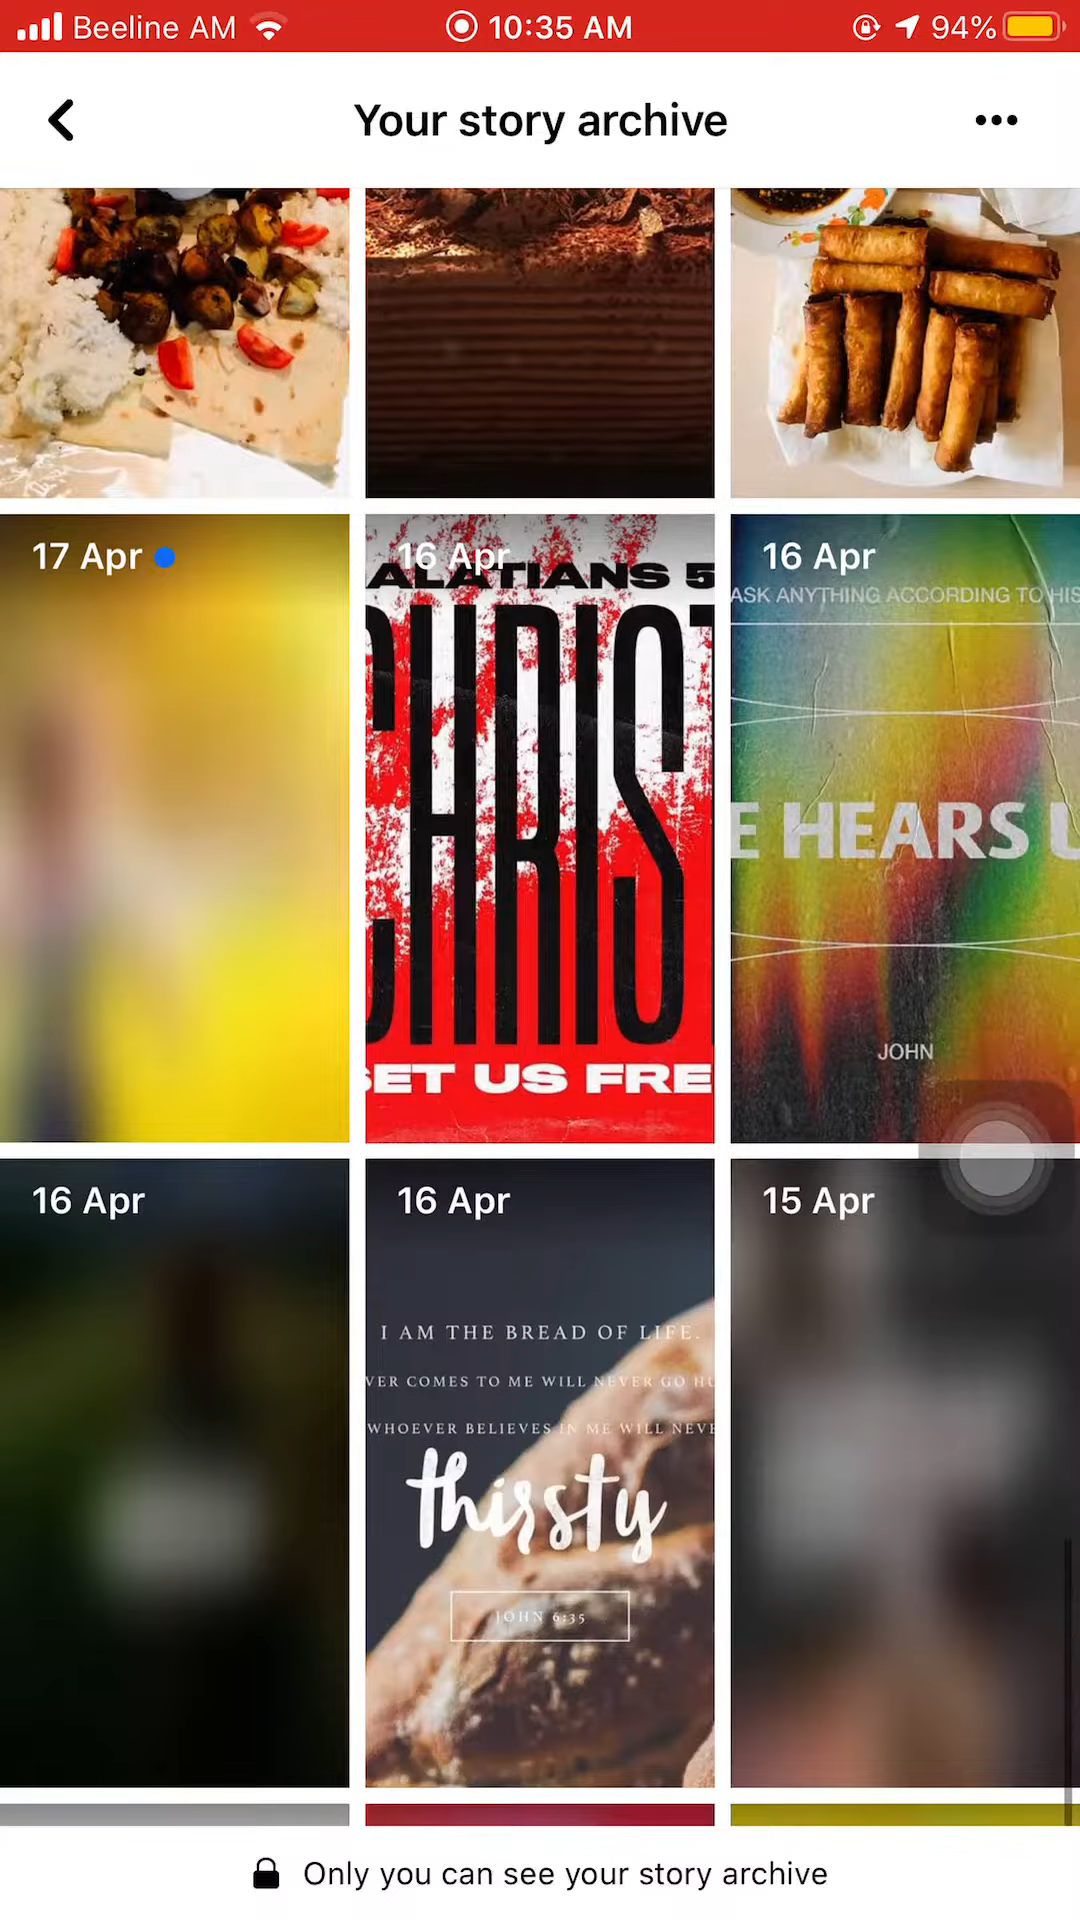 Beeline AM 10:35 AM 94%
Your story archive
17 Apr
16 Apr
ALATIANS 5
CHRIST
SET US FRE
16 Apr
ASK ANYTHING ACCORDING TO HIS
E HEARS U
JOHN
16 Apr
16 Apr
I AM THE BREAD OF LIFE.
VER COMES TO ME WILL NEVER GO HU
WHOEVER BELIEVES IN ME WILL NEVE
thirsty
JOHN 6:35
15 Apr
Only you can see your story archive